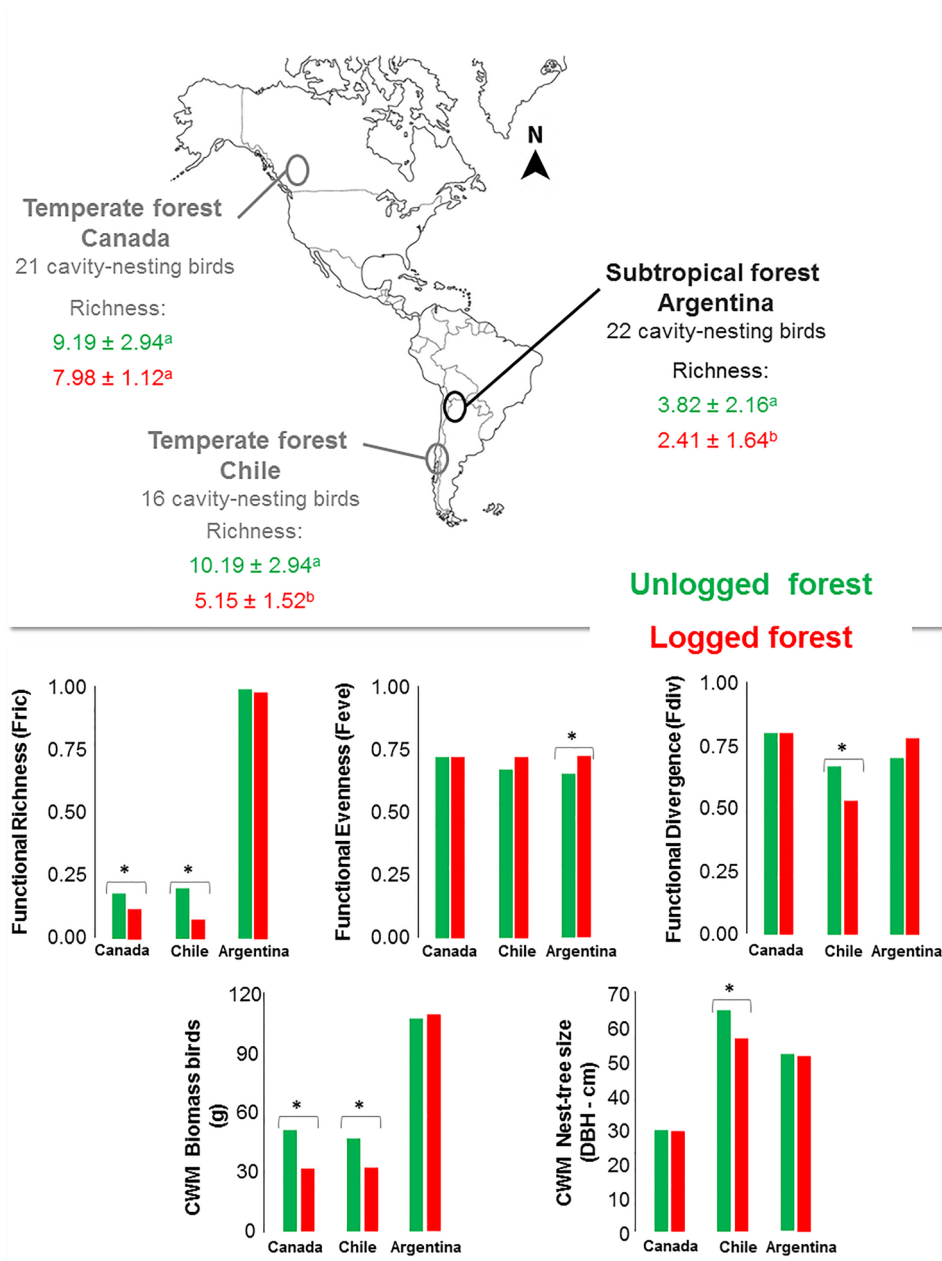 N
Temperate forest
Canada
21 cavity-nesting birds
Richness:
9.19 ± 2.94ᵃ
7.98 ± 1.12ᵃ
Subtropical forest
Argentina
22 cavity-nesting birds
Richness:
3.82 ± 2.16ᵃ
2.41 ± 1.64ᵇ
Temperate forest
Chile
16 cavity-nesting birds
Richness:
10.19 ± 2.94ᵃ
5.15 ± 1.52ᵇ
Unlogged forest
Logged forest
Functional Richness (Fric)
1.00
0.75
0.50
0.25
0.00
* *
Canada Chile Argentina
Functional Evenness (Feve)
1.00
0.75
0.50
0.25
0.00
*
Canada Chile Argentina
Functional Divergence (Fdiv)
1.00
0.75
0.50
0.25
0.00
*
Canada Chile Argentina
CWM Biomass birds
(g)
120
90
60
30
0
* *
Canada Chile Argentina
CWM Nest-tree size
(DBH - cm)
70
60
50
40
30
20
10
0
*
Canada Chile Argentina